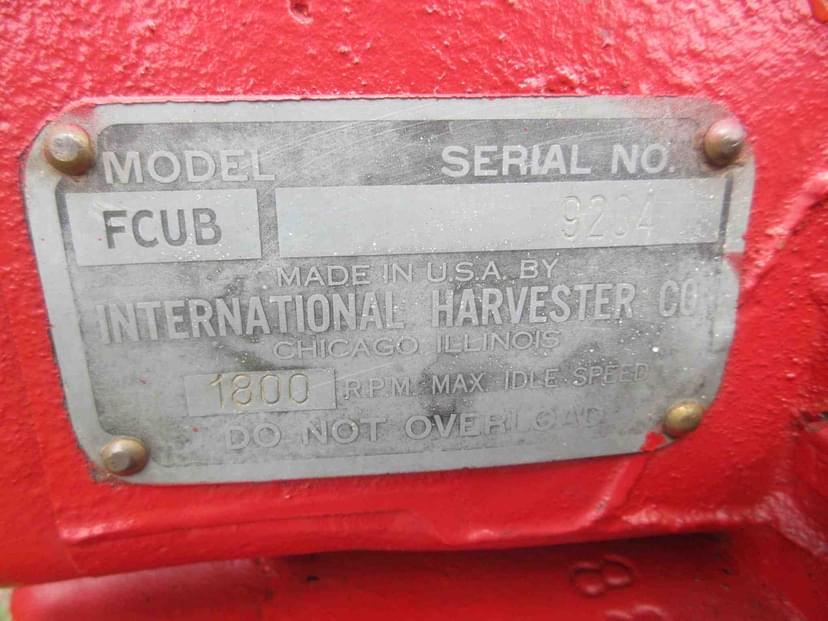 MODEL SERIAL NO.
FCUB 9234
MADE IN U.S.A. BY
INTERNATIONAL HARVESTER CO
CHICAGO, ILLINOIS
1800 R.P.M. MAX. IDLE SPEED
DO NOT OVERLOAD